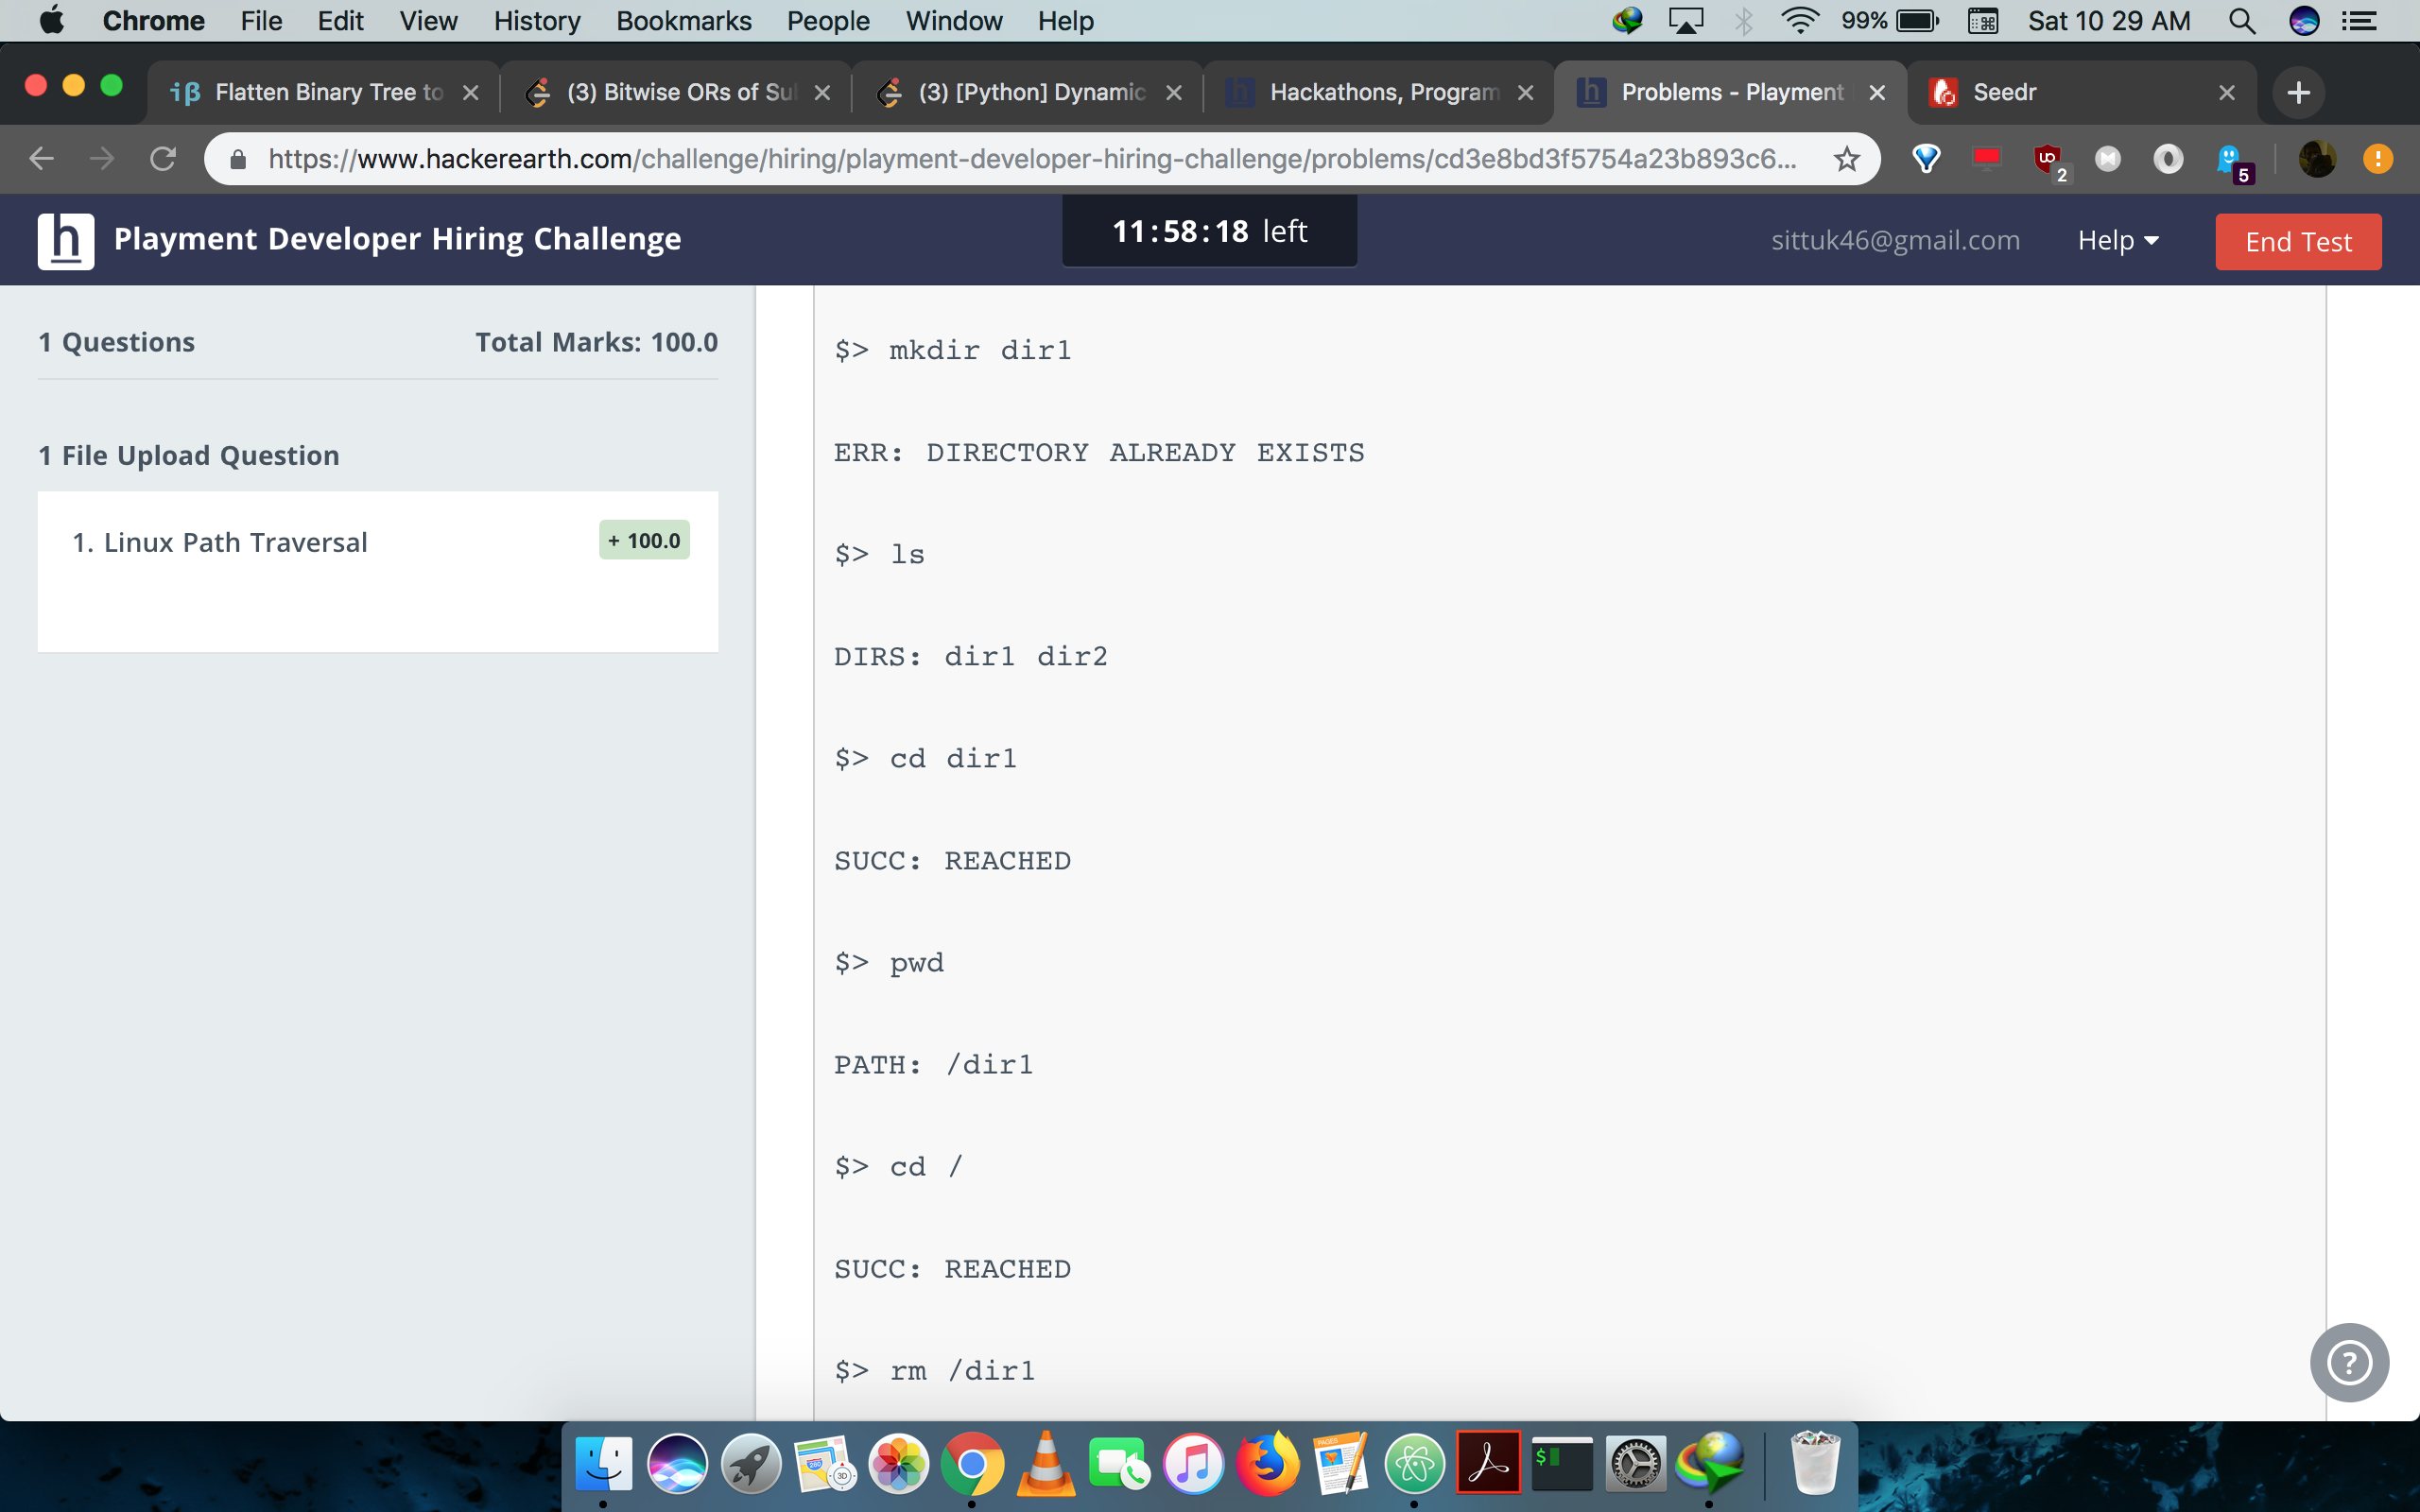 Chrome File Edit View History Bookmarks People Window Help 99% Sat 10 29 AM
iβ Flatten Binary Tree to (3) Bitwise ORs of Su (3) [Python] Dynamic Hackathons, Program Problems - Playment Seedr
https://www.hackerearth.com/challenge/hiring/playment-developer-hiring-challenge/problems/cd3e8bd3f5754a23b893c6... 2 5
h Playment Developer Hiring Challenge 11:58:18 left sittuk46@gmail.com Help End Test
1 Questions Total Marks: 100.0
1 File Upload Question
1. Linux Path Traversal + 100.0
$> mkdir dir1
ERR: DIRECTORY ALREADY EXISTS
$> ls
DIRS: dir1 dir2
$> cd dir1
SUCC: REACHED
$> pwd
PATH: /dir1
$> cd /
SUCC: REACHED
$> rm /dir1
?